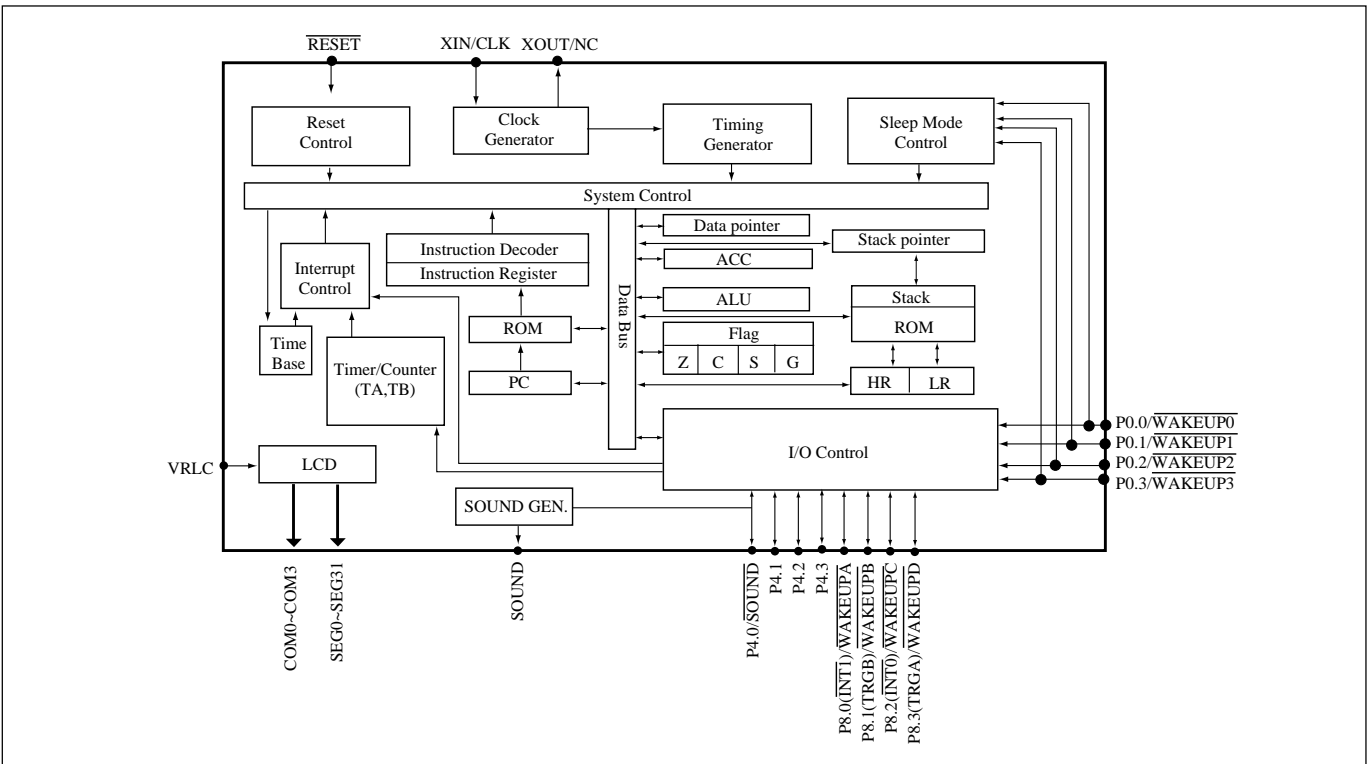 RESET
XIN/CLK
XOUT/NC
Reset
Control
Clock
Generator
Timing
Generator
Sleep Mode
Control
System Control
Data pointer
Stack pointer
Instruction Decoder
Instruction Register
Interrupt
Control
ACC
Data Bus
ALU
Stack
ROM
ROM
Flag
Z C S G
Time
Base
Timer/Counter
(TA,TB)
PC
HR LR
I/O Control
P0.0/WAKEUP0
P0.1/WAKEUP1
P0.2/WAKEUP2
P0.3/WAKEUP3
VRLC
LCD
SOUND GEN.
COM0~COM3
SEG0~SEG31
SOUND
P4.0/SOUND
P4.1
P4.2
P4.3
P8.0(INT1)/WAKEUPA
P8.1(TRGB)/WAKEUPB
P8.2(INT0)/WAKEUPC
P8.3(TRGA)/WAKEUPD